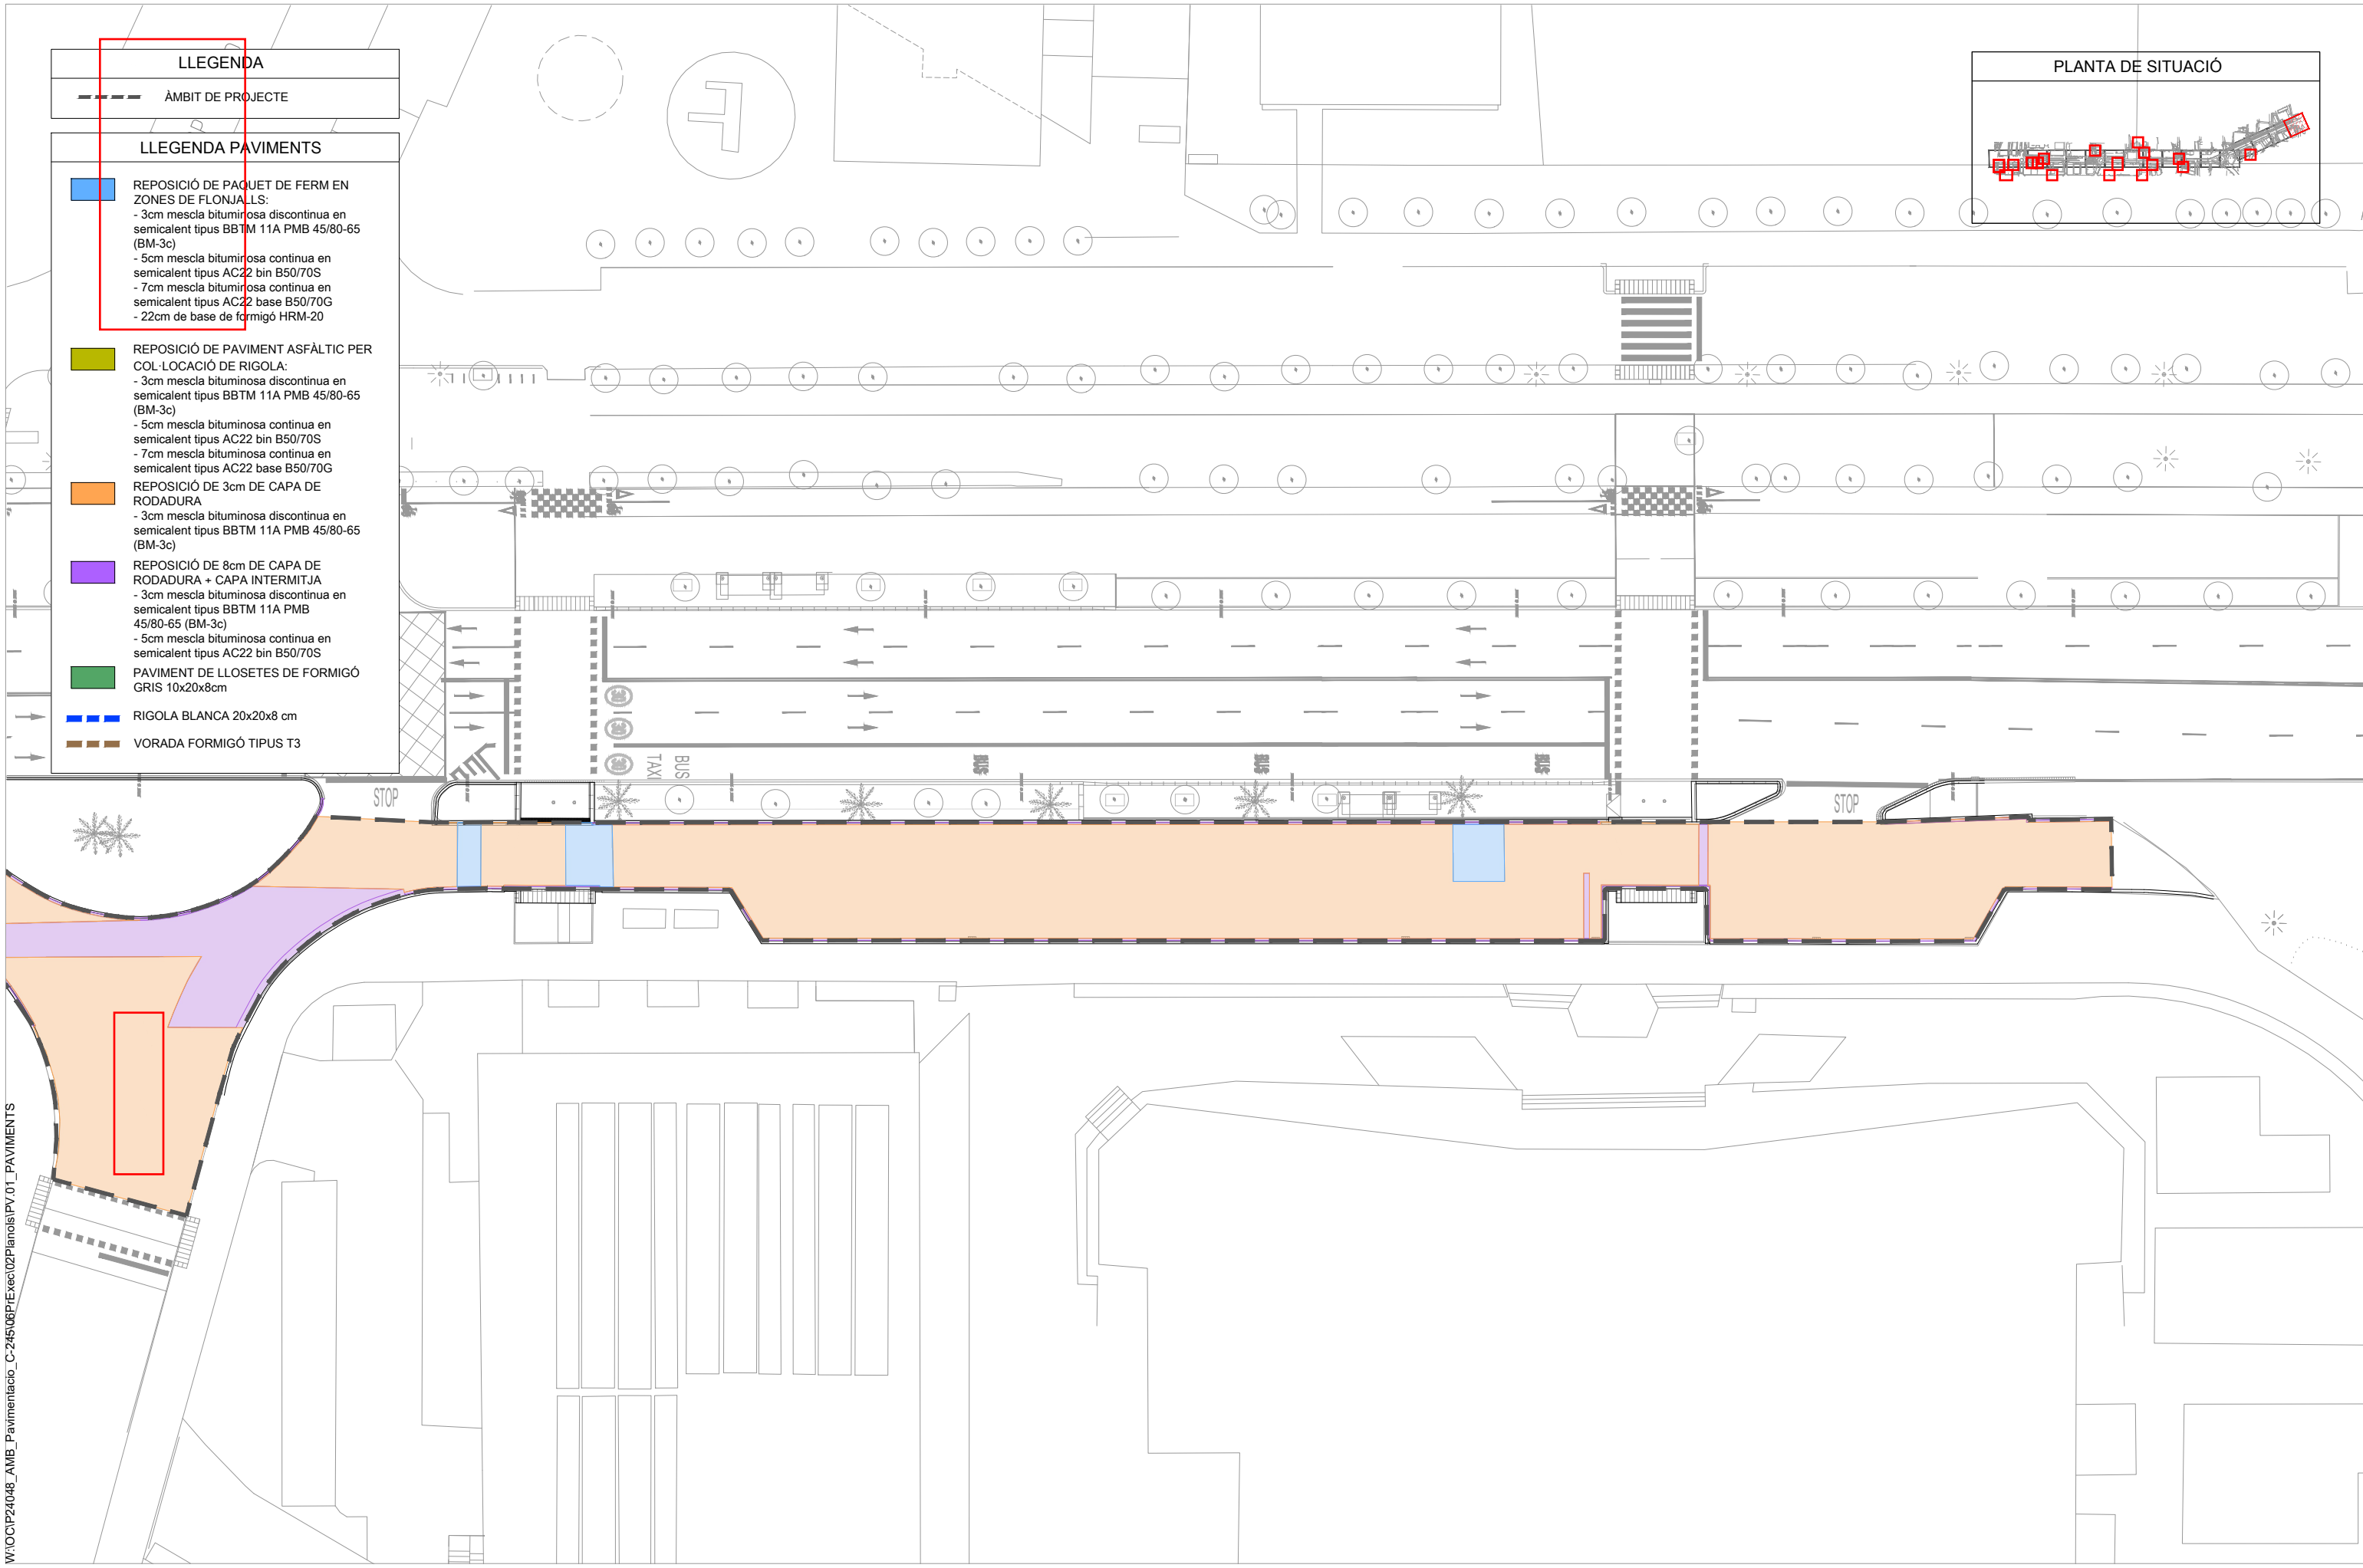 LLEGENDA
ÀMBIT DE PROJECTE
LLEGENDA PAVIMENTS
REPOSICIÓ DE PAQUET DE FERM EN
ZONES DE FLONJALLS:
- 3cm mescla bituminosa discontinua en
semicalent tipus BBTM 11A PMB 45/80-65
(BM-3c)
- 5cm mescla bituminosa continua en
semicalent tipus AC22 bin B50/70S
- 7cm mescla bituminosa continua en
semicalent tipus AC22 base B50/70G
- 22cm de base de formigó HRM-20
REPOSICIÓ DE PAVIMENT ASFÀLTIC PER
COL·LOCACIÓ DE RIGOLA:
- 3cm mescla bituminosa discontinua en
semicalent tipus BBTM 11A PMB 45/80-65
(BM-3c)
- 5cm mescla bituminosa continua en
semicalent tipus AC22 bin B50/70S
- 7cm mescla bituminosa continua en
semicalent tipus AC22 base B50/70G
REPOSICIÓ DE 3cm DE CAPA DE
RODADURA
- 3cm mescla bituminosa discontinua en
semicalent tipus BBTM 11A PMB 45/80-65
(BM-3c)
REPOSICIÓ DE 8cm DE CAPA DE
RODADURA + CAPA INTERMITJA
- 3cm mescla bituminosa discontinua en
semicalent tipus BBTM 11A PMB
45/80-65 (BM-3c)
- 5cm mescla bituminosa continua en
semicalent tipus AC22 bin B50/70S
PAVIMENT DE LLOSETES DE FORMIGÓ
GRIS 10x20x8cm
RIGOLA BLANCA 20x20x8 cm
VORADA FORMIGÓ TIPUS T3
PLANTA DE SITUACIÓ
BUS
TAXI
BUS
BUS
BUS
STOP
STOP
W:\OC\P24048_AMB_Pavimentacio_C-245\06PrExec\02Planols\PV.01_PAVIMENTS